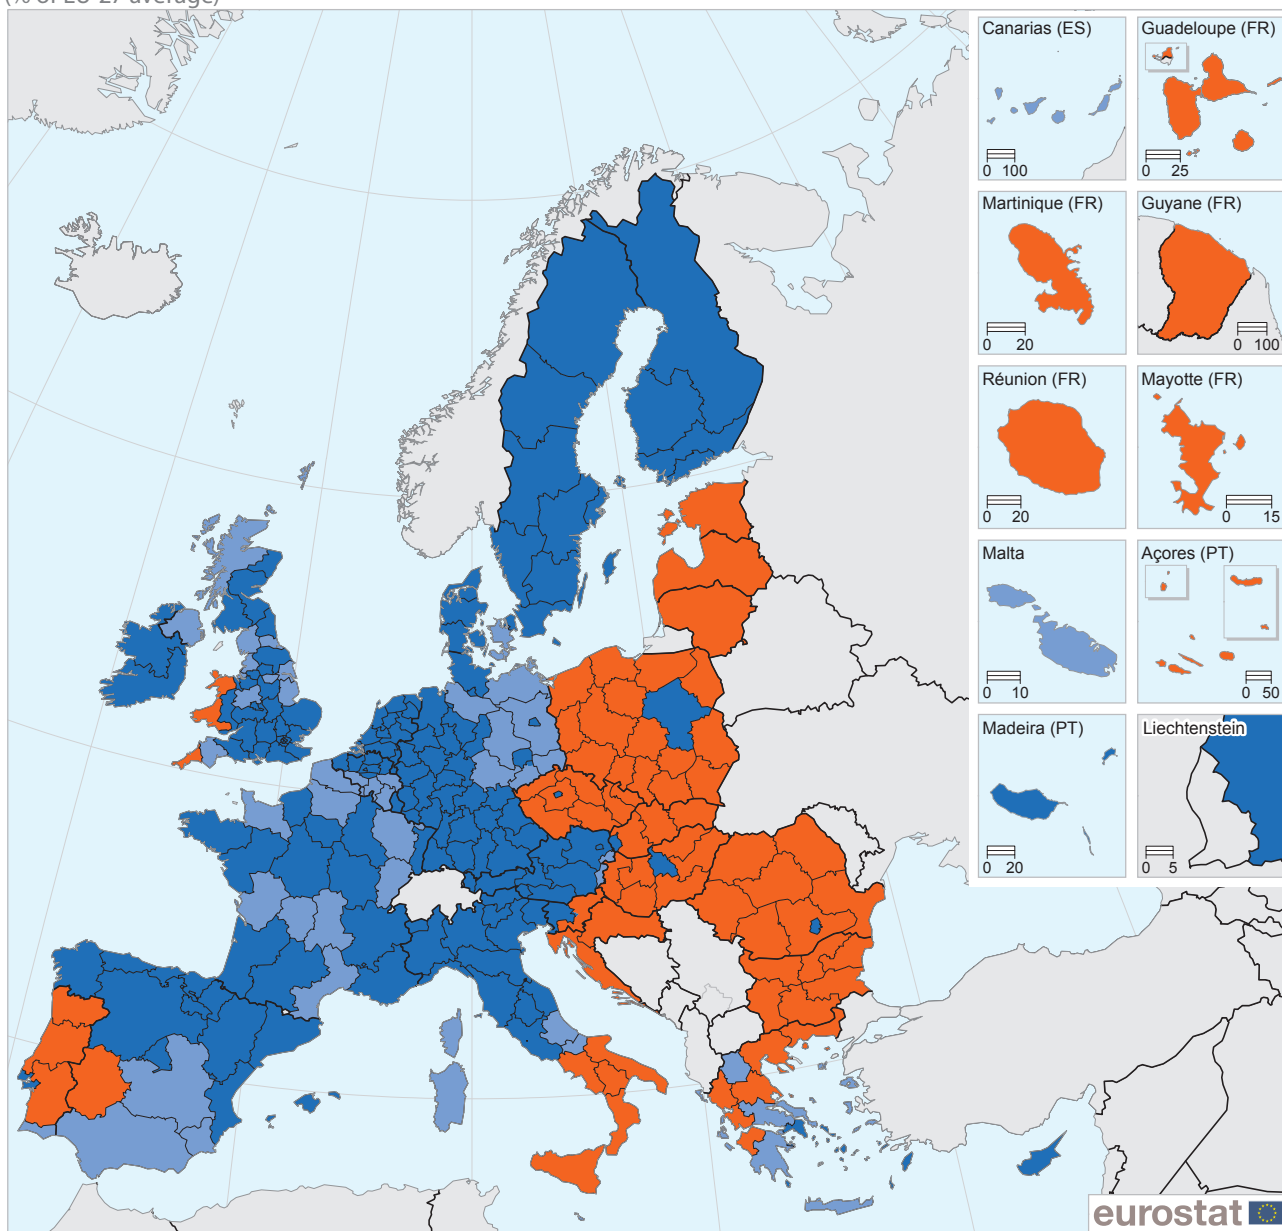 (% of EU-27 average)
Canarias (ES)
0 100
Guadeloupe (FR)
0 25
Martinique (FR)
0 20
Guyane (FR)
0 100
Réunion (FR)
0 20
Mayotte (FR)
0 15
Malta
0 10
Açores (PT)
0 50
Madeira (PT)
0 20
Liechtenstein
0 5
eurostat